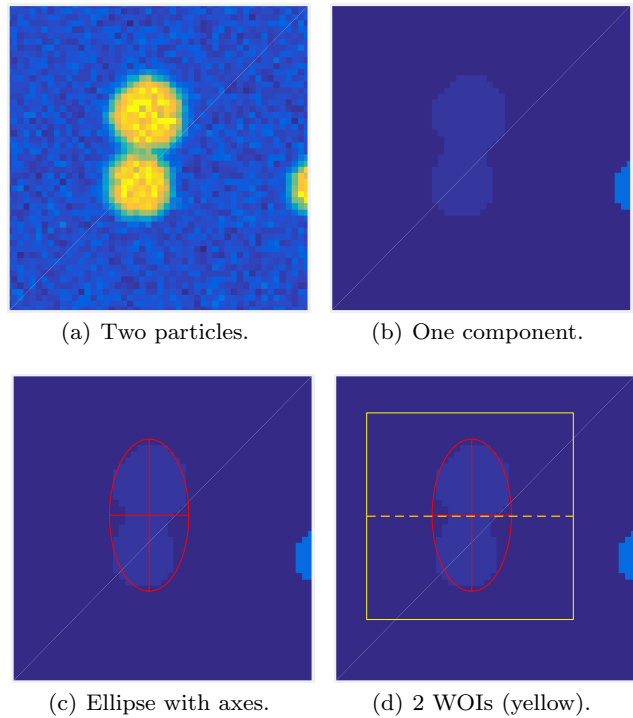 (a) Two particles.
(b) One component.
(c) Ellipse with axes.
(d) 2 WOIs (yellow).